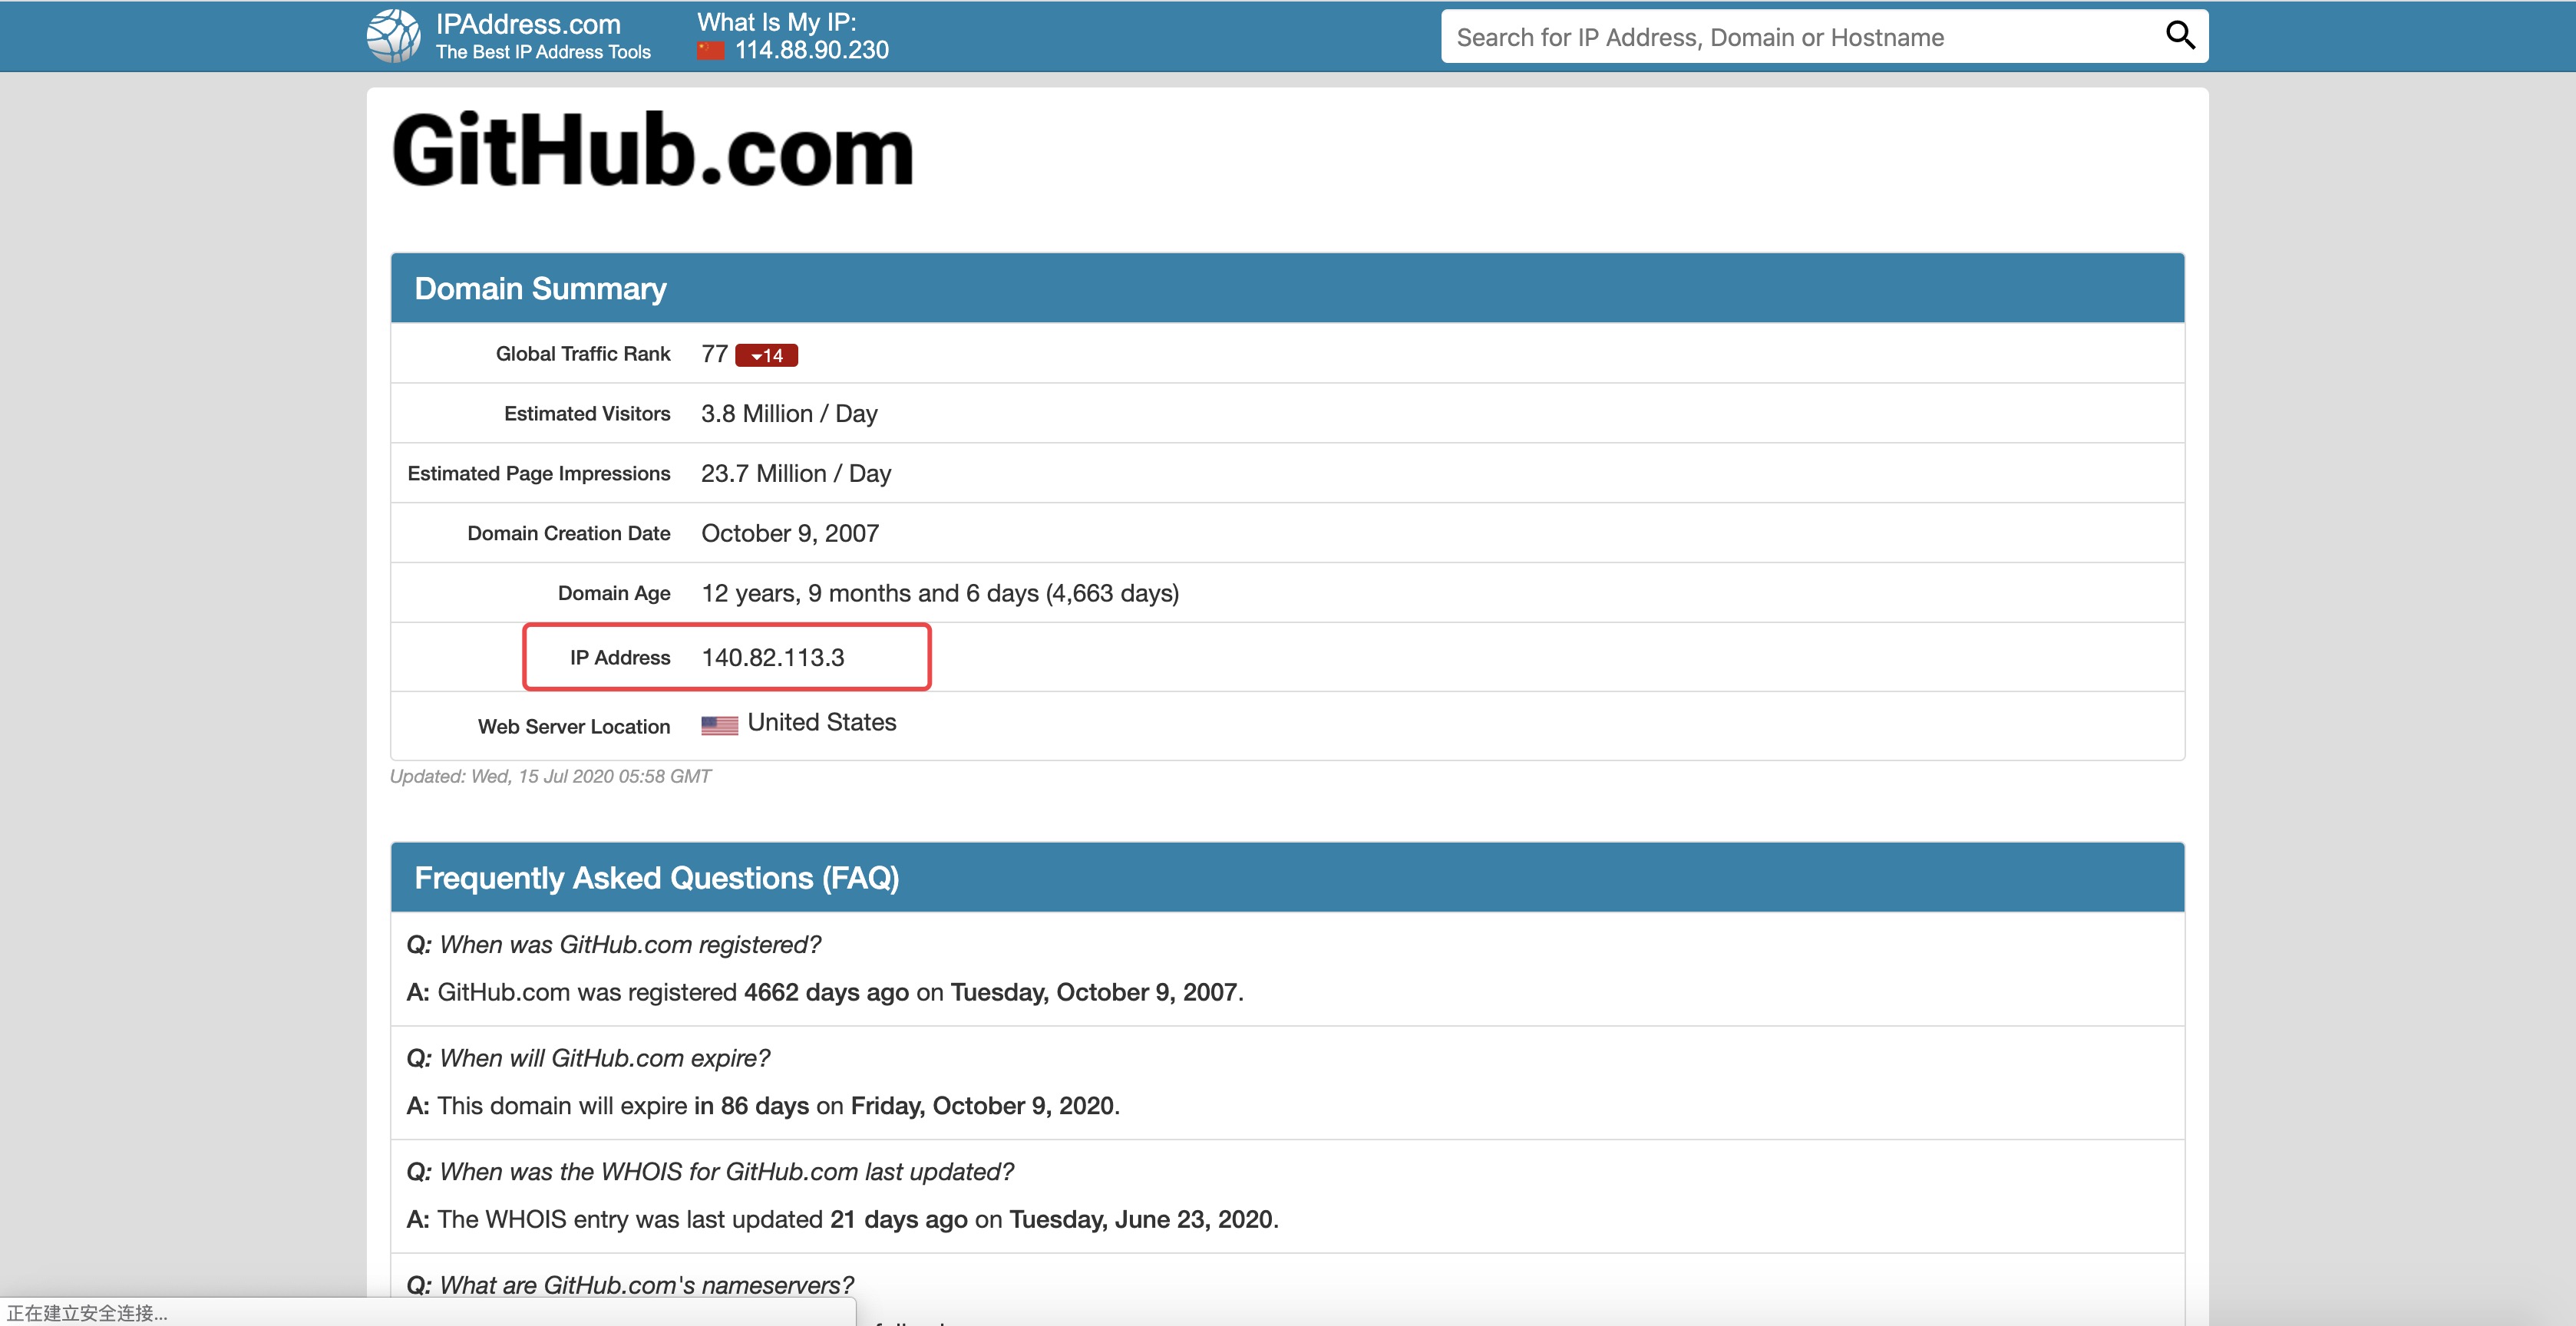 IPAddress.com
The Best IP Address Tools
What Is My IP:
114.88.90.230
Search for IP Address, Domain or Hostname
GitHub.com
Domain Summary
Global Traffic Rank 77 14
Estimated Visitors 3.8 Million / Day
Estimated Page Impressions 23.7 Million / Day
Domain Creation Date October 9, 2007
Domain Age 12 years, 9 months and 6 days (4,663 days)
IP Address 140.82.113.3
Web Server Location United States
Updated: Wed, 15 Jul 2020 05:58 GMT
Frequently Asked Questions (FAQ)
Q: When was GitHub.com registered?
A: GitHub.com was registered 4662 days ago on Tuesday, October 9, 2007.
Q: When will GitHub.com expire?
A: This domain will expire in 86 days on Friday, October 9, 2020.
Q: When was the WHOIS for GitHub.com last updated?
A: The WHOIS entry was last updated 21 days ago on Tuesday, June 23, 2020.
Q: What are GitHub.com's nameservers?
正在建立安全连接...